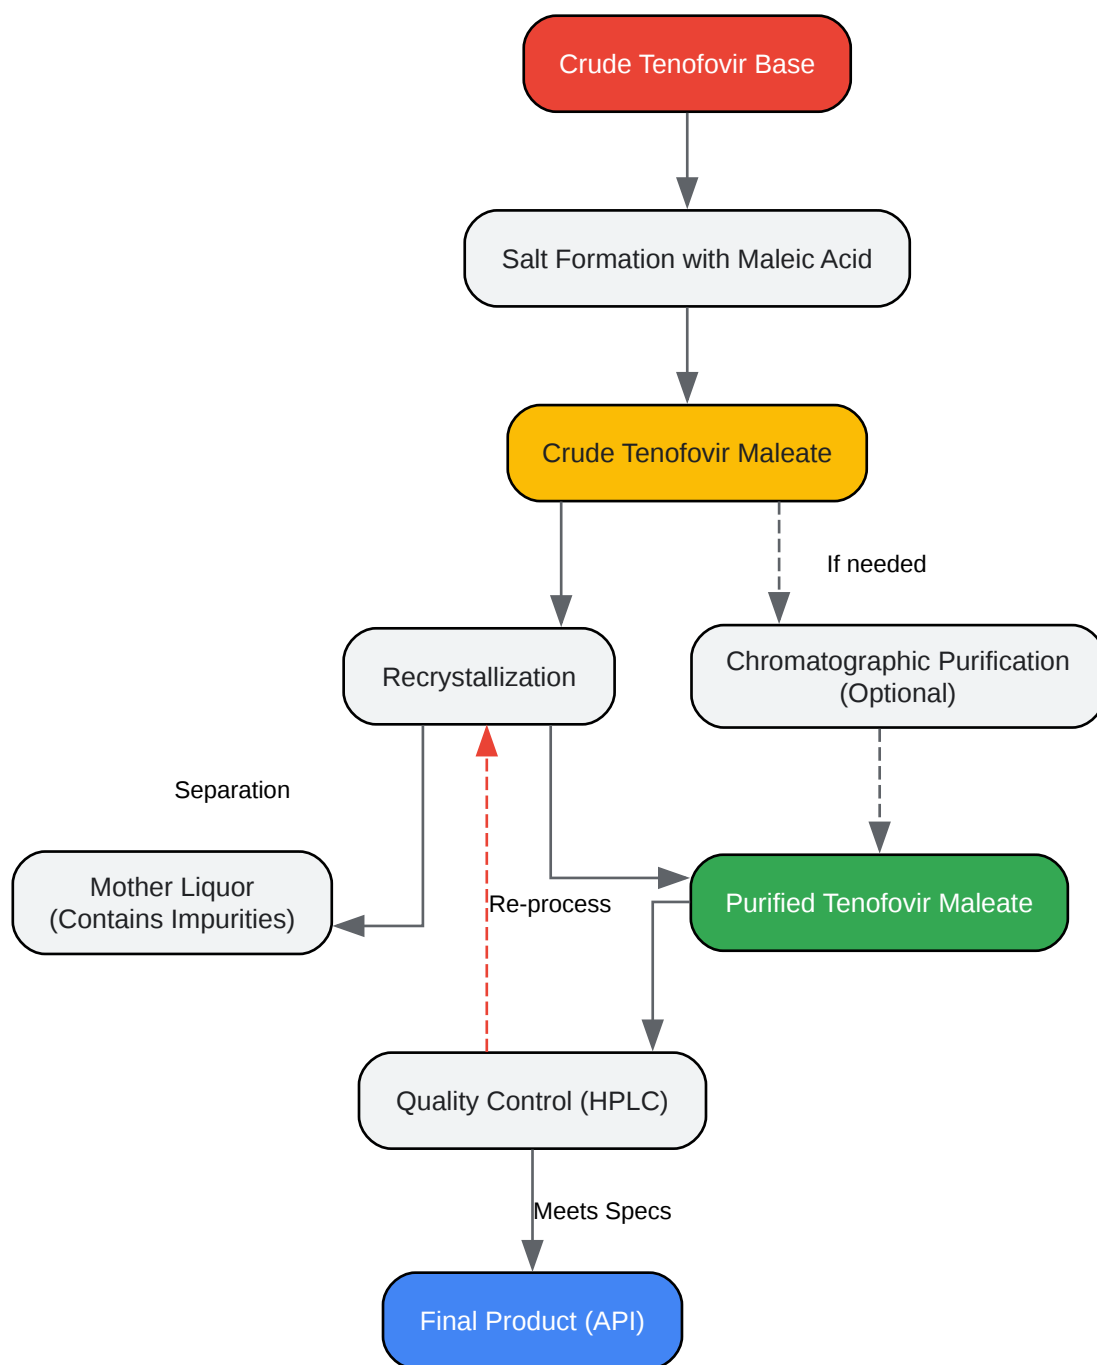 Crude Tenofovir Base
Salt Formation with Maleic Acid
Crude Tenofovir Maleate
If needed
Recrystallization
Chromatographic Purification
(Optional)
Separation
Mother Liquor
(Contains Impurities)
Re-process
Purified Tenofovir Maleate
Quality Control (HPLC)
Meets Specs
Final Product (API)